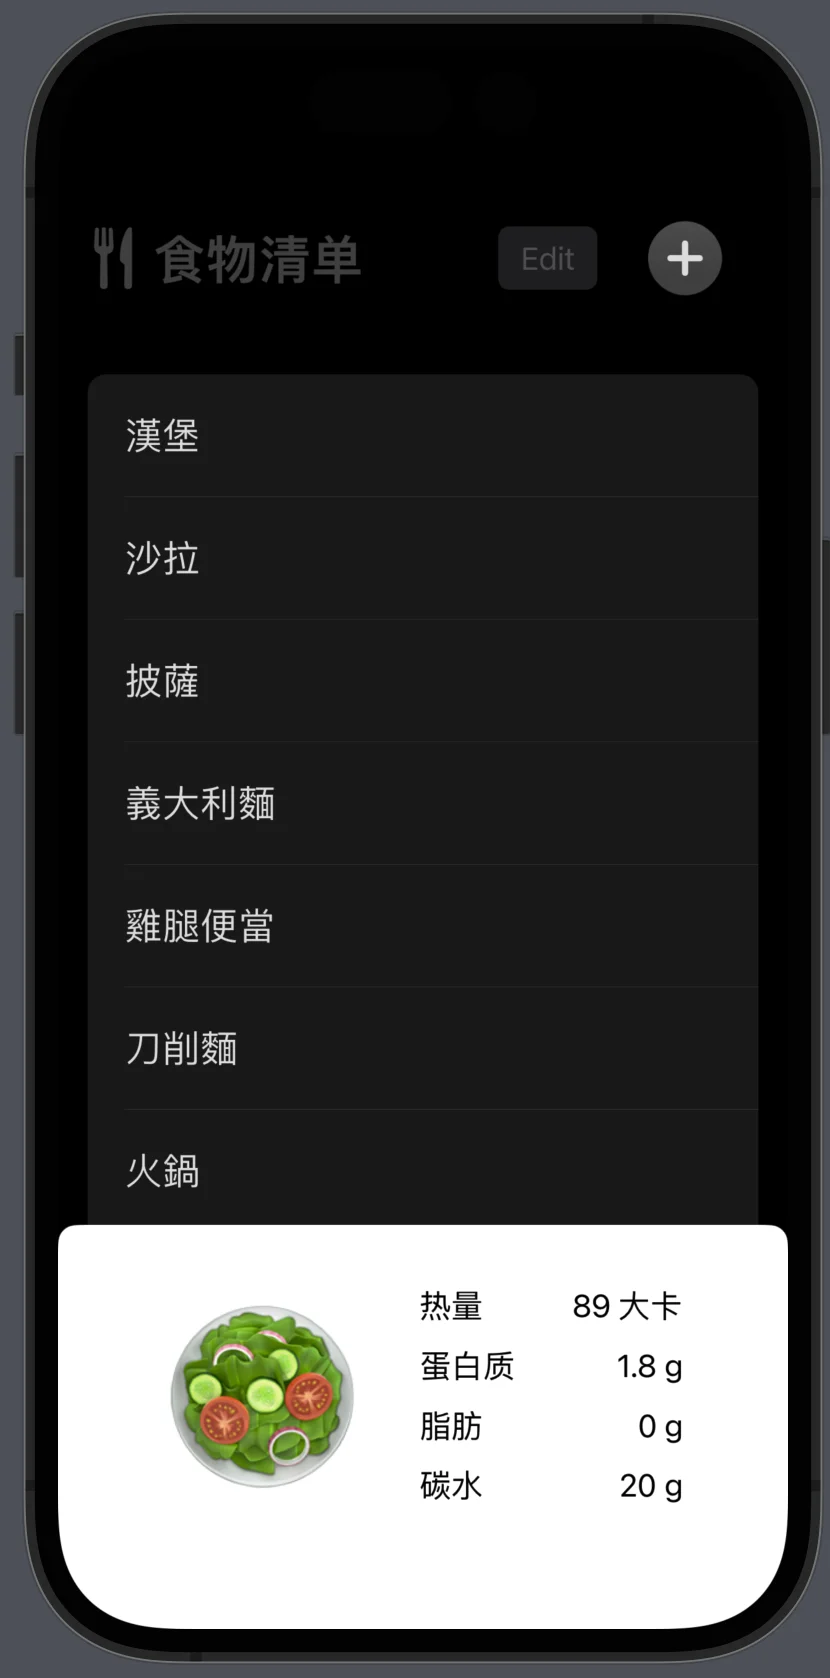 食物清单 Edit
漢堡
沙拉
披薩
義大利麵
雞腿便當
刀削麵
火鍋
热量 89 大卡
蛋白质 1.8 g
脂肪 0 g
碳水 20 g